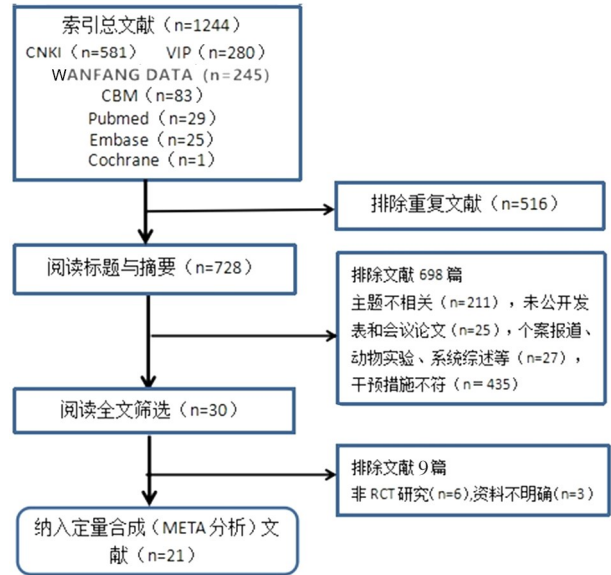 索引总文献（n=1244）
CNKI（n=581） VIP（n=280）
WANFANG DATA (n=245)
CBM（n=83）
Pubmed（n=29）
Embase（n=25）
Cochrane（n=1）
排除重复文献（n=516）
阅读标题与摘要（n=728）
排除文献 698 篇
主题不相关（n=211），未公开发
表和会议论文（n=25），个案报道、
动物实验、系统综述等（n=27），
干预措施不符（n＝435）
阅读全文筛选（n=30）
排除文献 9篇
非 RCT 研究(n=6),资料不明确(n=3)
纳入定量合成（META 分析）文
献（n=21）